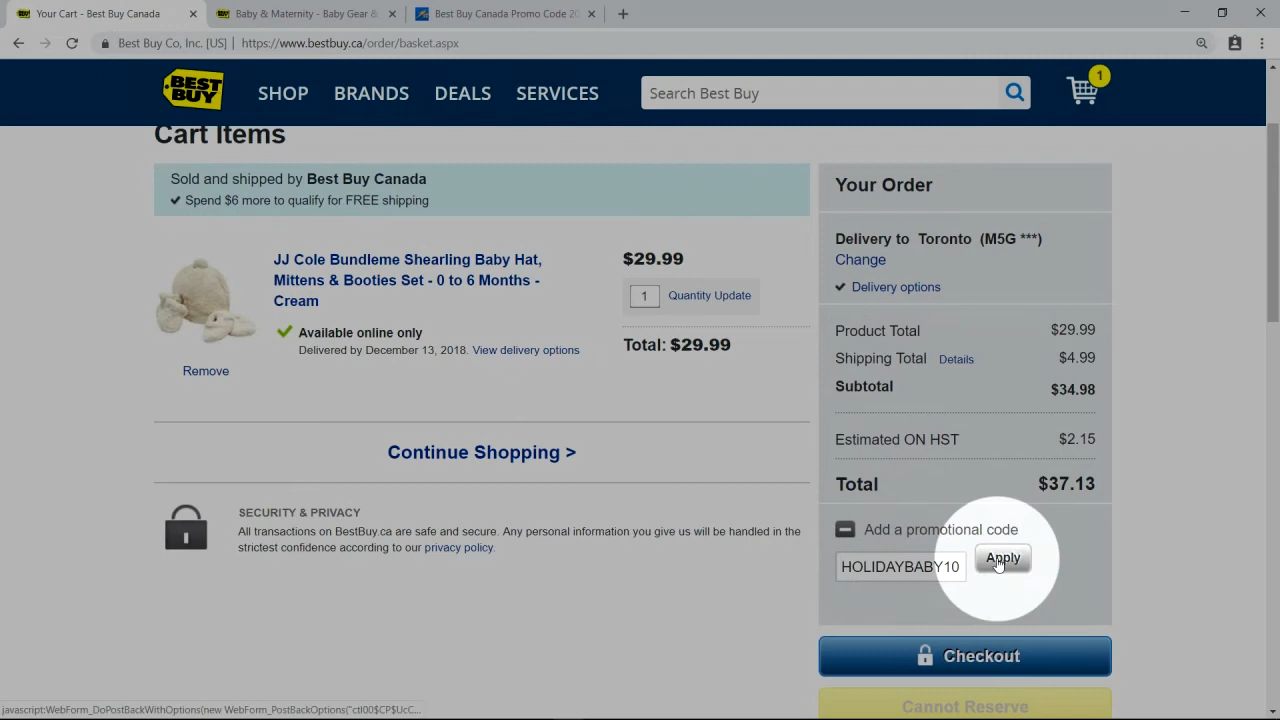 Your Cart - Best Buy Canada
Baby & Maternity - Baby Gear &
Best Buy Canada Promo Code 20
Best Buy Co, Inc. [US] | https://www.bestbuy.ca/order/basket.aspx
BEST BUY
SHOP
BRANDS
DEALS
SERVICES
Search Best Buy
1
Cart Items
Sold and shipped by Best Buy Canada
Spend $6 more to qualify for FREE shipping
JJ Cole Bundleme Shearling Baby Hat,
Mittens & Booties Set - 0 to 6 Months -
Cream
Available online only
Delivered by December 13, 2018. View delivery options
Remove
$29.99
1 Quantity Update
Total: $29.99
Continue Shopping >
SECURITY & PRIVACY
All transactions on BestBuy.ca are safe and secure. Any personal information you give us will be handled in the
strictest confidence according to our privacy policy.
Your Order
Delivery to Toronto (M5G ***)
Change
Delivery options
Product Total $29.99
Shipping Total Details $4.99
Subtotal $34.98
Estimated ON HST $2.15
Total $37.13
Add a promotional code
HOLIDAYBABY10 Apply
Checkout
Cannot Reserve
javascript:WebForm_DoPostBackWithOptions(new WebForm_PostBackOptions("ctl00$CP$UcC...